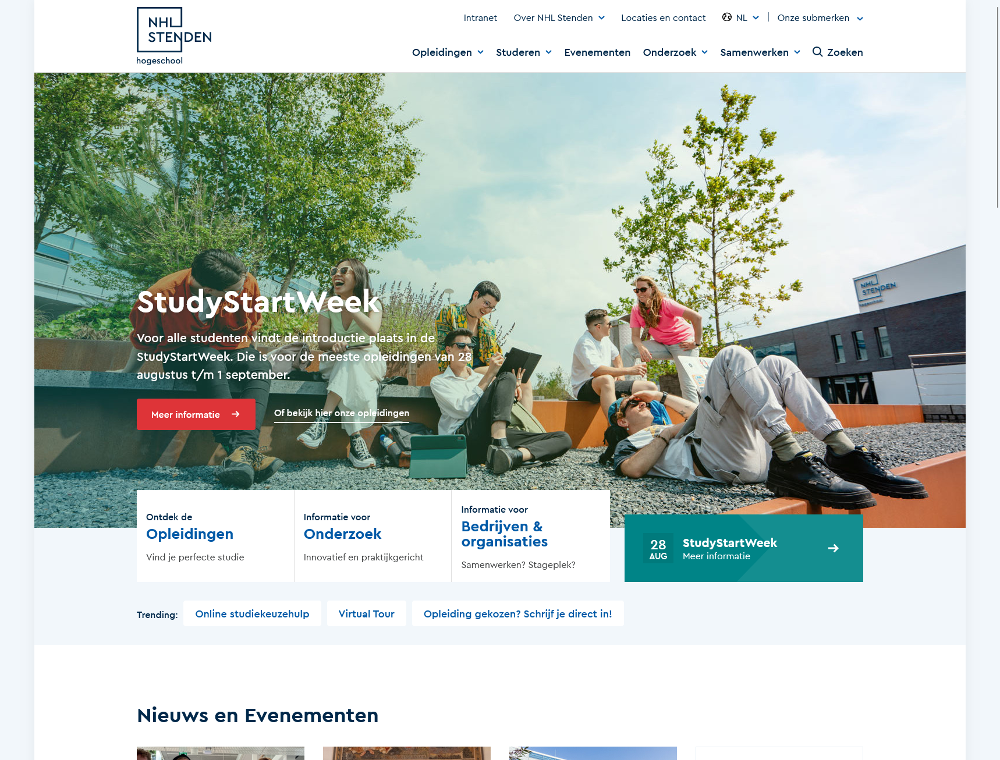 NHL
STENDEN
hogeschool
Intranet
Over NHL Stenden
Locaties en contact
NL
Onze submerken
Opleidingen
Studeren
Evenementen
Onderzoek
Samenwerken
Zoeken
NHL
STENDEN
hogeschool
StudyStartWeek
Voor alle studenten vindt de introductie plaats in de
StudyStartWeek. Die is voor de meeste opleidingen van 28
augustus t/m 1 september.
Meer informatie
Of bekijk hier onze opleidingen
Ontdek de
Opleidingen
Vind je perfecte studie
Informatie voor
Onderzoek
Innovatief en praktijkgericht
Informatie voor
Bedrijven &
organisaties
Samenwerken? Stageplek?
28
AUG
StudyStartWeek
Meer informatie
Trending:
Online studiekeuzehulp
Virtual Tour
Opleiding gekozen? Schrijf je direct in!
Nieuws en Evenementen